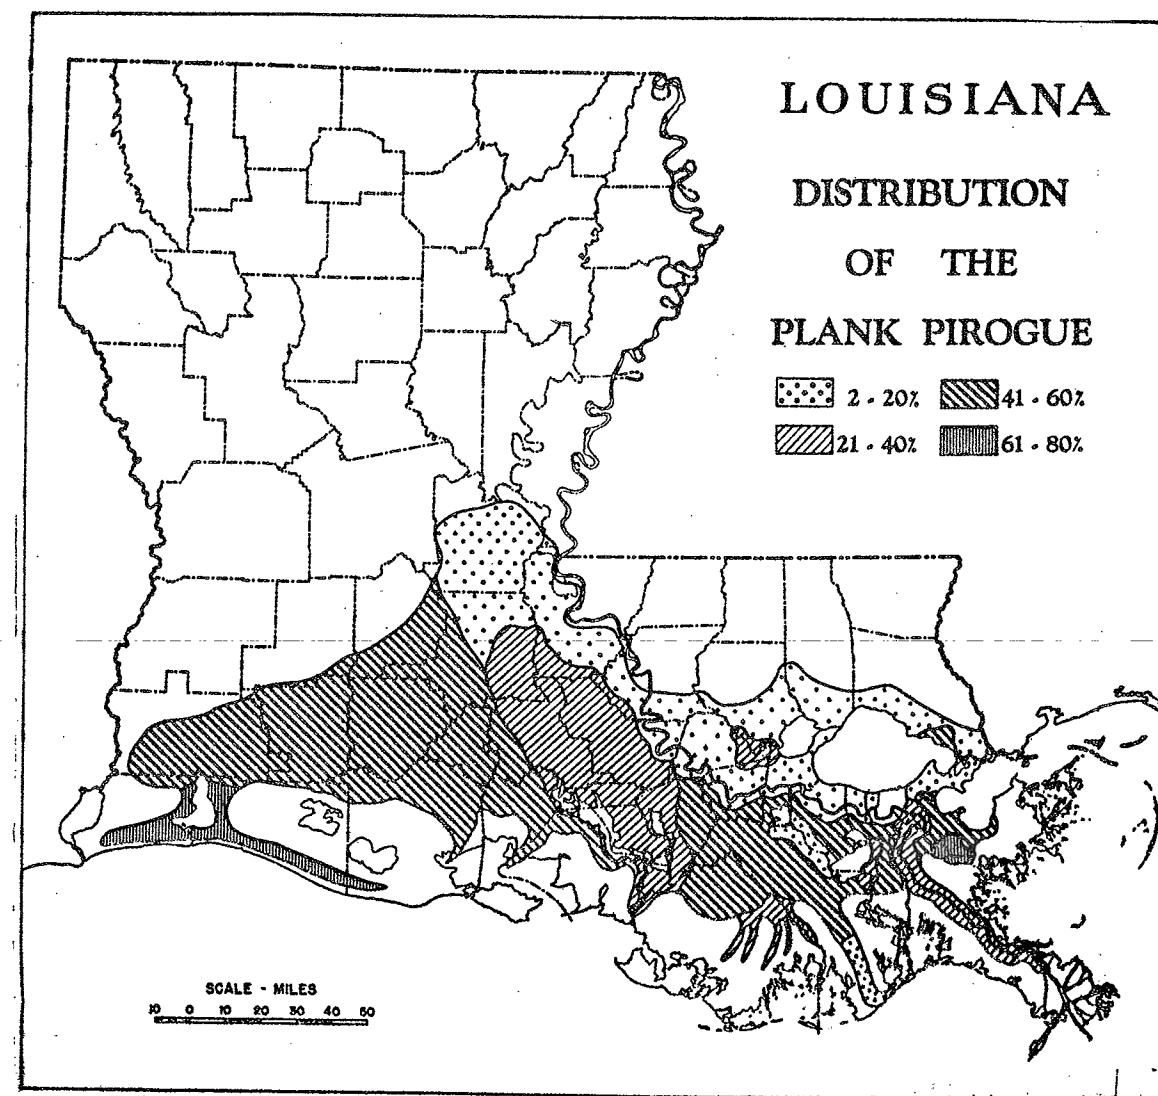 LOUISIANA
DISTRIBUTION
OF THE
PLANK PIROGUE
2 - 20% 41 - 60%
21 - 40% 61 - 80%
SCALE - MILES
10 0 10 20 30 40 50